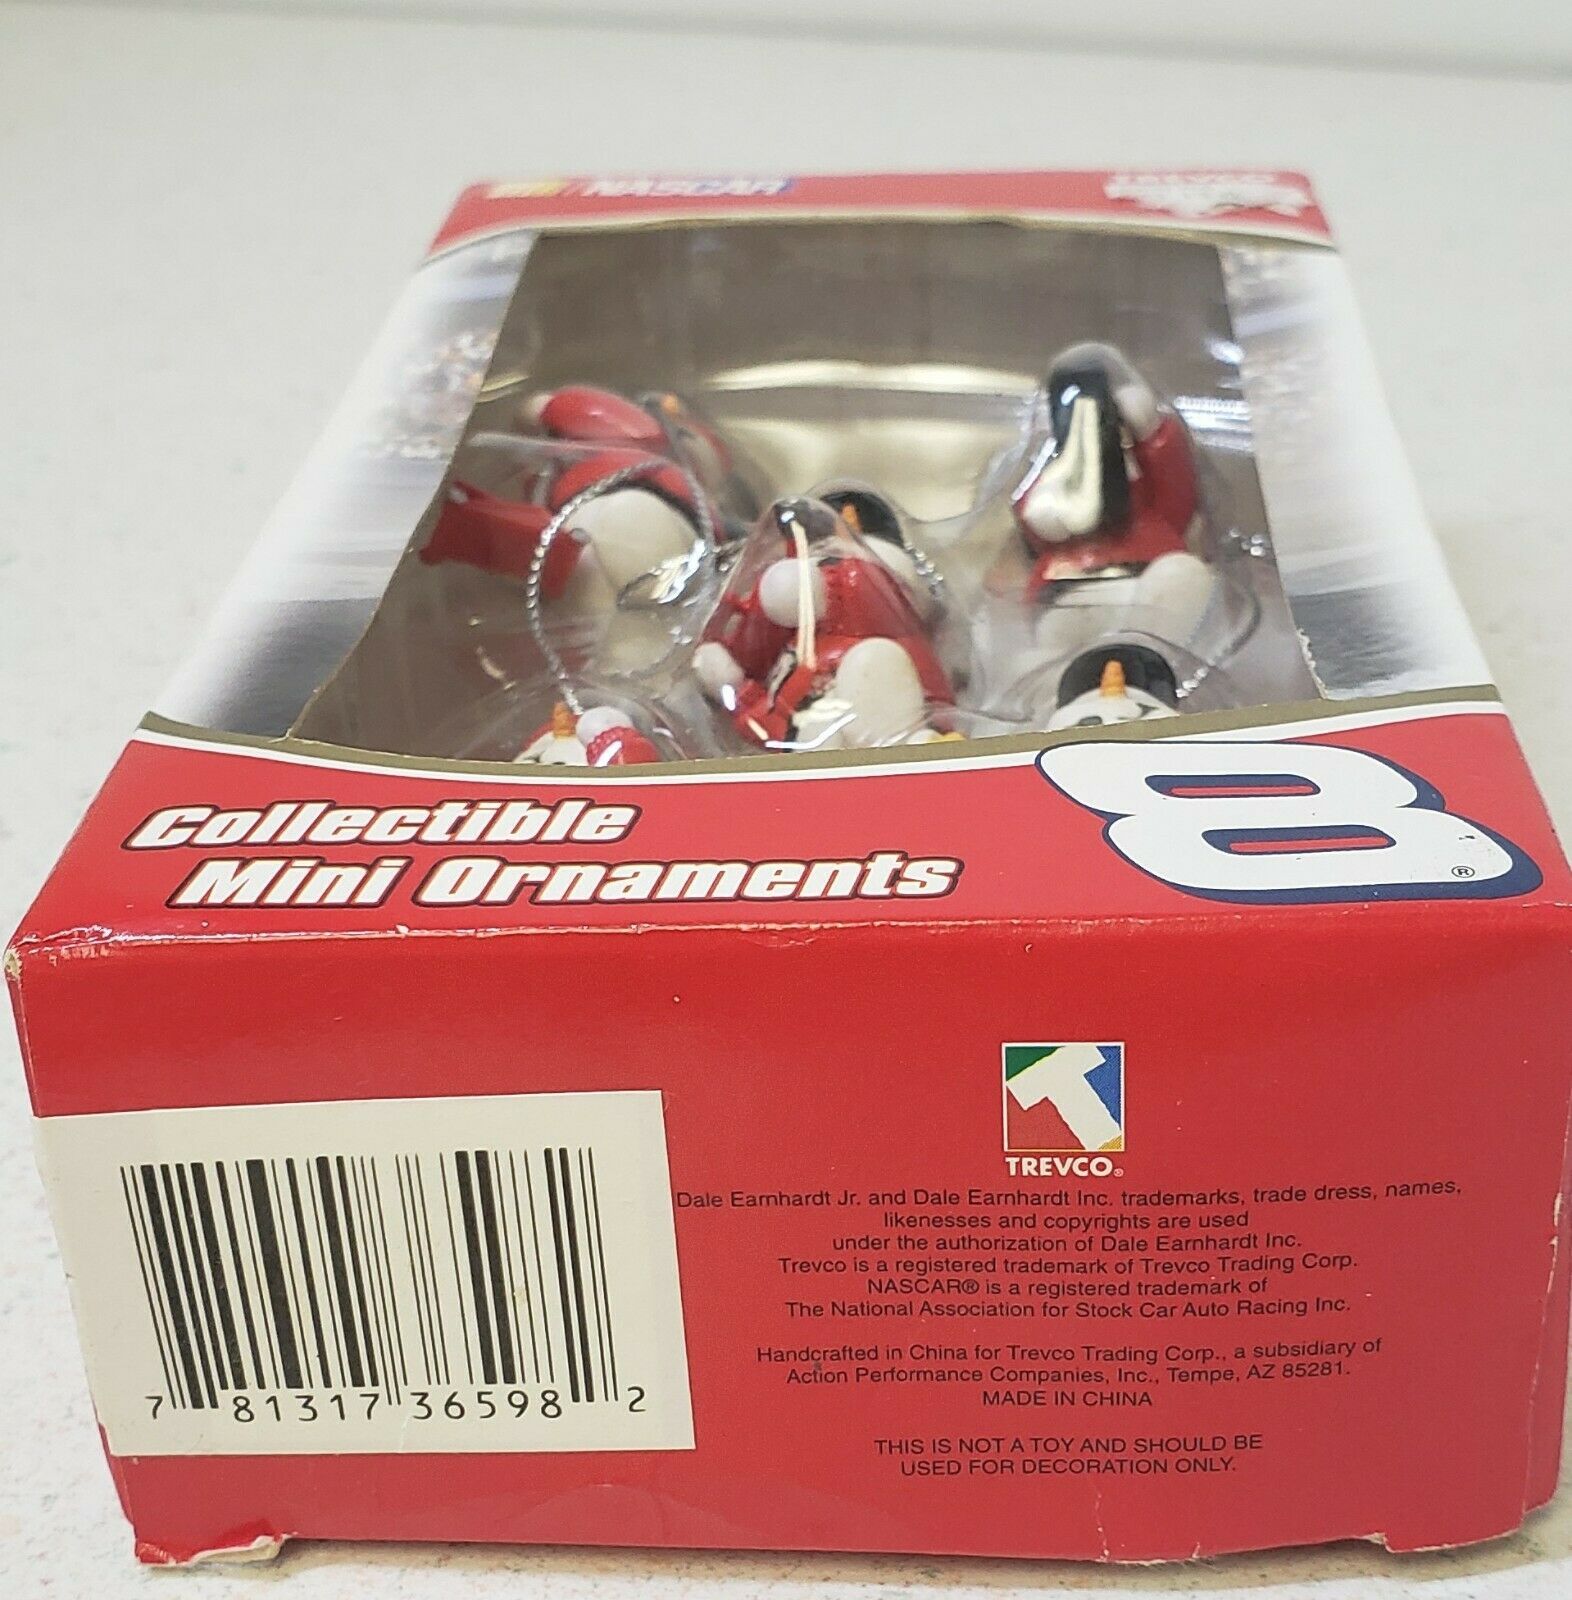 NASCAR
TREVCO
Collectible
Mini Ornaments
8
®
TREVCO®
Dale Earnhardt Jr. and Dale Earnhardt Inc. trademarks, trade dress, names,
likenesses and copyrights are used
under the authorization of Dale Earnhardt Inc.
Trevco is a registered trademark of Trevco Trading Corp.
NASCAR® is a registered trademark of
The National Association for Stock Car Auto Racing Inc.
Handcrafted in China for Trevco Trading Corp., a subsidiary of
Action Performance Companies, Inc., Tempe, AZ 85281.
MADE IN CHINA
THIS IS NOT A TOY AND SHOULD BE
USED FOR DECORATION ONLY.
7 81317 36598 2